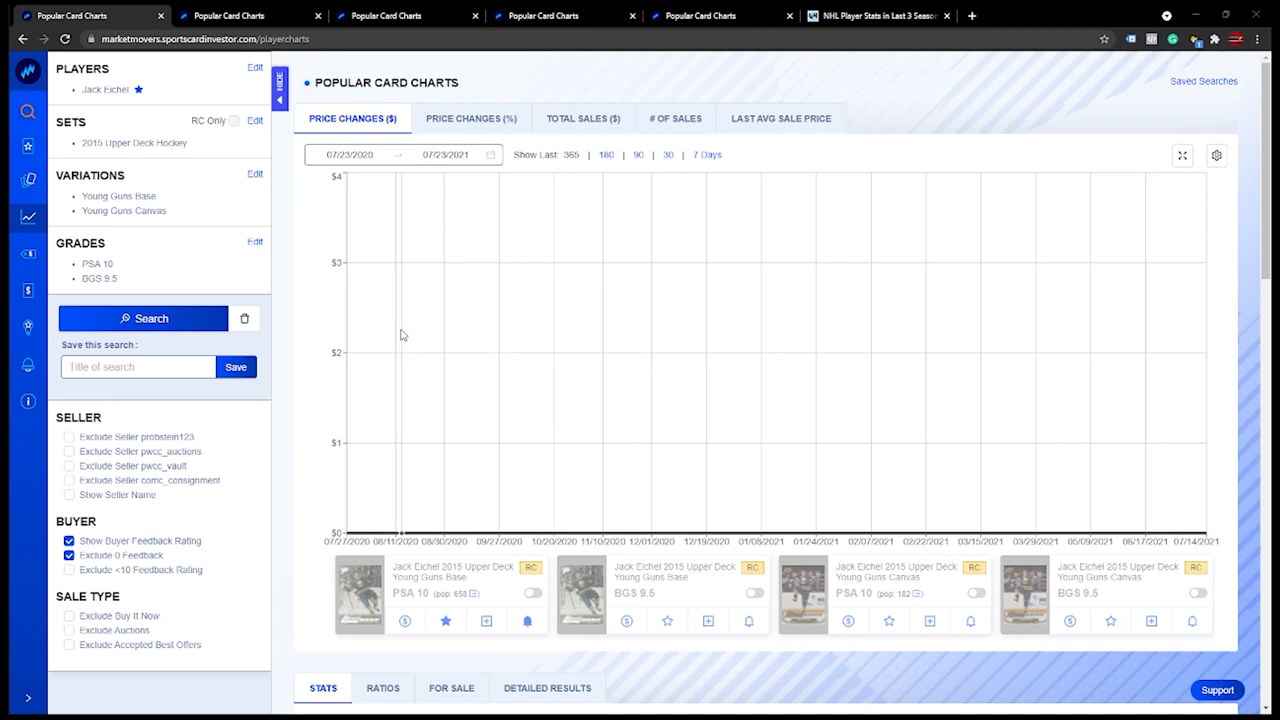 Popular Card Charts
Popular Card Charts
Popular Card Charts
Popular Card Charts
Popular Card Charts
NHL Player Stats in Last 3 Season
marketmovers.sportscardinvestor.com/playercharts
PLAYERS Edit
Jack Eichel
SETS RC Only Edit
2015 Upper Deck Hockey
VARIATIONS Edit
Young Guns Base
Young Guns Canvas
GRADES Edit
PSA 10
BGS 9.5
Search
Save this search:
Title of search Save
SELLER
Exclude Seller probstein123
Exclude Seller pwcc_auctions
Exclude Seller pwcc_vault
Exclude Seller comc_consignment
Show Seller Name
BUYER
Show Buyer Feedback Rating
Exclude 0 Feedback
Exclude <10 Feedback Rating
SALE TYPE
Exclude Buy It Now
Exclude Auctions
Exclude Accepted Best Offers
HIDE
POPULAR CARD CHARTS Saved Searches
PRICE CHANGES ($) PRICE CHANGES (%) TOTAL SALES ($) # OF SALES LAST AVG SALE PRICE
07/23/2020 → 07/23/2021 Show Last: 365 | 180 | 90 | 30 | 7 Days
$4
$3
$2
$1
$0
07/27/2020 08/11/2020 08/30/2020 09/27/2020 10/20/2020 11/10/2020 12/01/2020 12/19/2020 01/08/2021 01/24/2021 02/07/2021 02/22/2021 03/15/2021 03/29/2021 05/09/2021 06/17/2021 07/14/2021
Jack Eichel 2015 Upper Deck RC
Young Guns Base
PSA 10 (pop: 658)
Jack Eichel 2015 Upper Deck RC
Young Guns Base
BGS 9.5
Jack Eichel 2015 Upper Deck RC
Young Guns Canvas
PSA 10 (pop: 182)
Jack Eichel 2015 Upper Deck RC
Young Guns Canvas
BGS 9.5
STATS RATIOS FOR SALE DETAILED RESULTS
Support